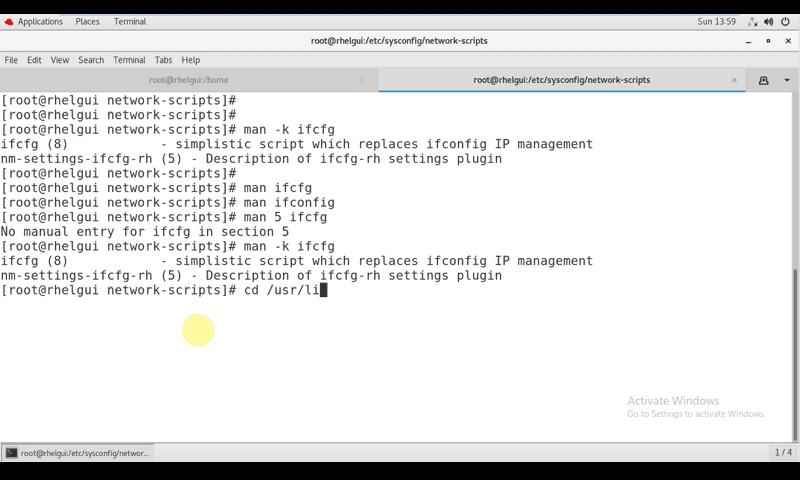 Applications Places Terminal Sun 13:59
root@rhelgui:/etc/sysconfig/network-scripts
File Edit View Search Terminal Tabs Help
root@rhelgui:/home × root@rhelgui:/etc/sysconfig/network-scripts ×
[root@rhelgui network-scripts]#
[root@rhelgui network-scripts]#
[root@rhelgui network-scripts]# man -k ifcfg
ifcfg (8) - simplistic script which replaces ifconfig IP management
nm-settings-ifcfg-rh (5) - Description of ifcfg-rh settings plugin
[root@rhelgui network-scripts]#
[root@rhelgui network-scripts]# man ifcfg
[root@rhelgui network-scripts]# man ifconfig
[root@rhelgui network-scripts]# man 5 ifcfg
No manual entry for ifcfg in section 5
[root@rhelgui network-scripts]# man -k ifcfg
ifcfg (8) - simplistic script which replaces ifconfig IP management
nm-settings-ifcfg-rh (5) - Description of ifcfg-rh settings plugin
[root@rhelgui network-scripts]# cd /usr/li
Activate Windows
Go to Settings to activate Windows.
root@rhelgui:/etc/sysconfig/networ... 1 / 4